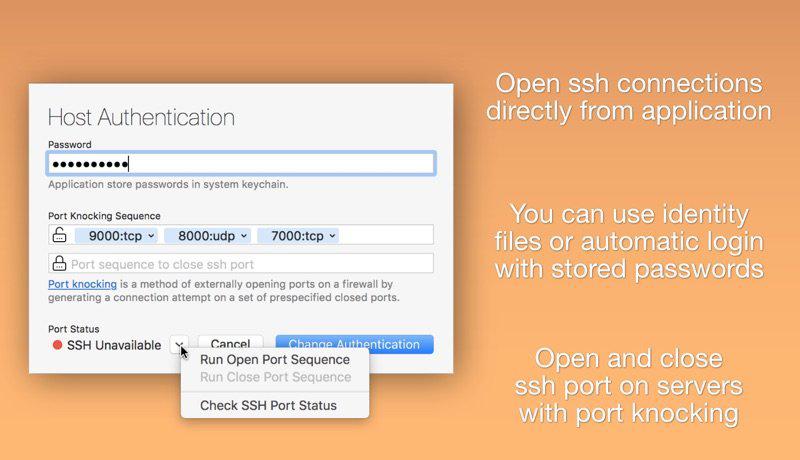 Host Authentication
Password
••••••••••
Application store passwords in system keychain.
Port Knocking Sequence
9000:tcp 8000:udp 7000:tcp
Port sequence to close ssh port
Port knocking is a method of externally opening ports on a firewall by
generating a connection attempt on a set of prespecified closed ports.
Port Status
SSH Unavailable
Cancel
Change Authentication
Run Open Port Sequence
Run Close Port Sequence
Check SSH Port Status
Open ssh connections
directly from application
You can use identity
files or automatic login
with stored passwords
Open and close
ssh port on servers
with port knocking